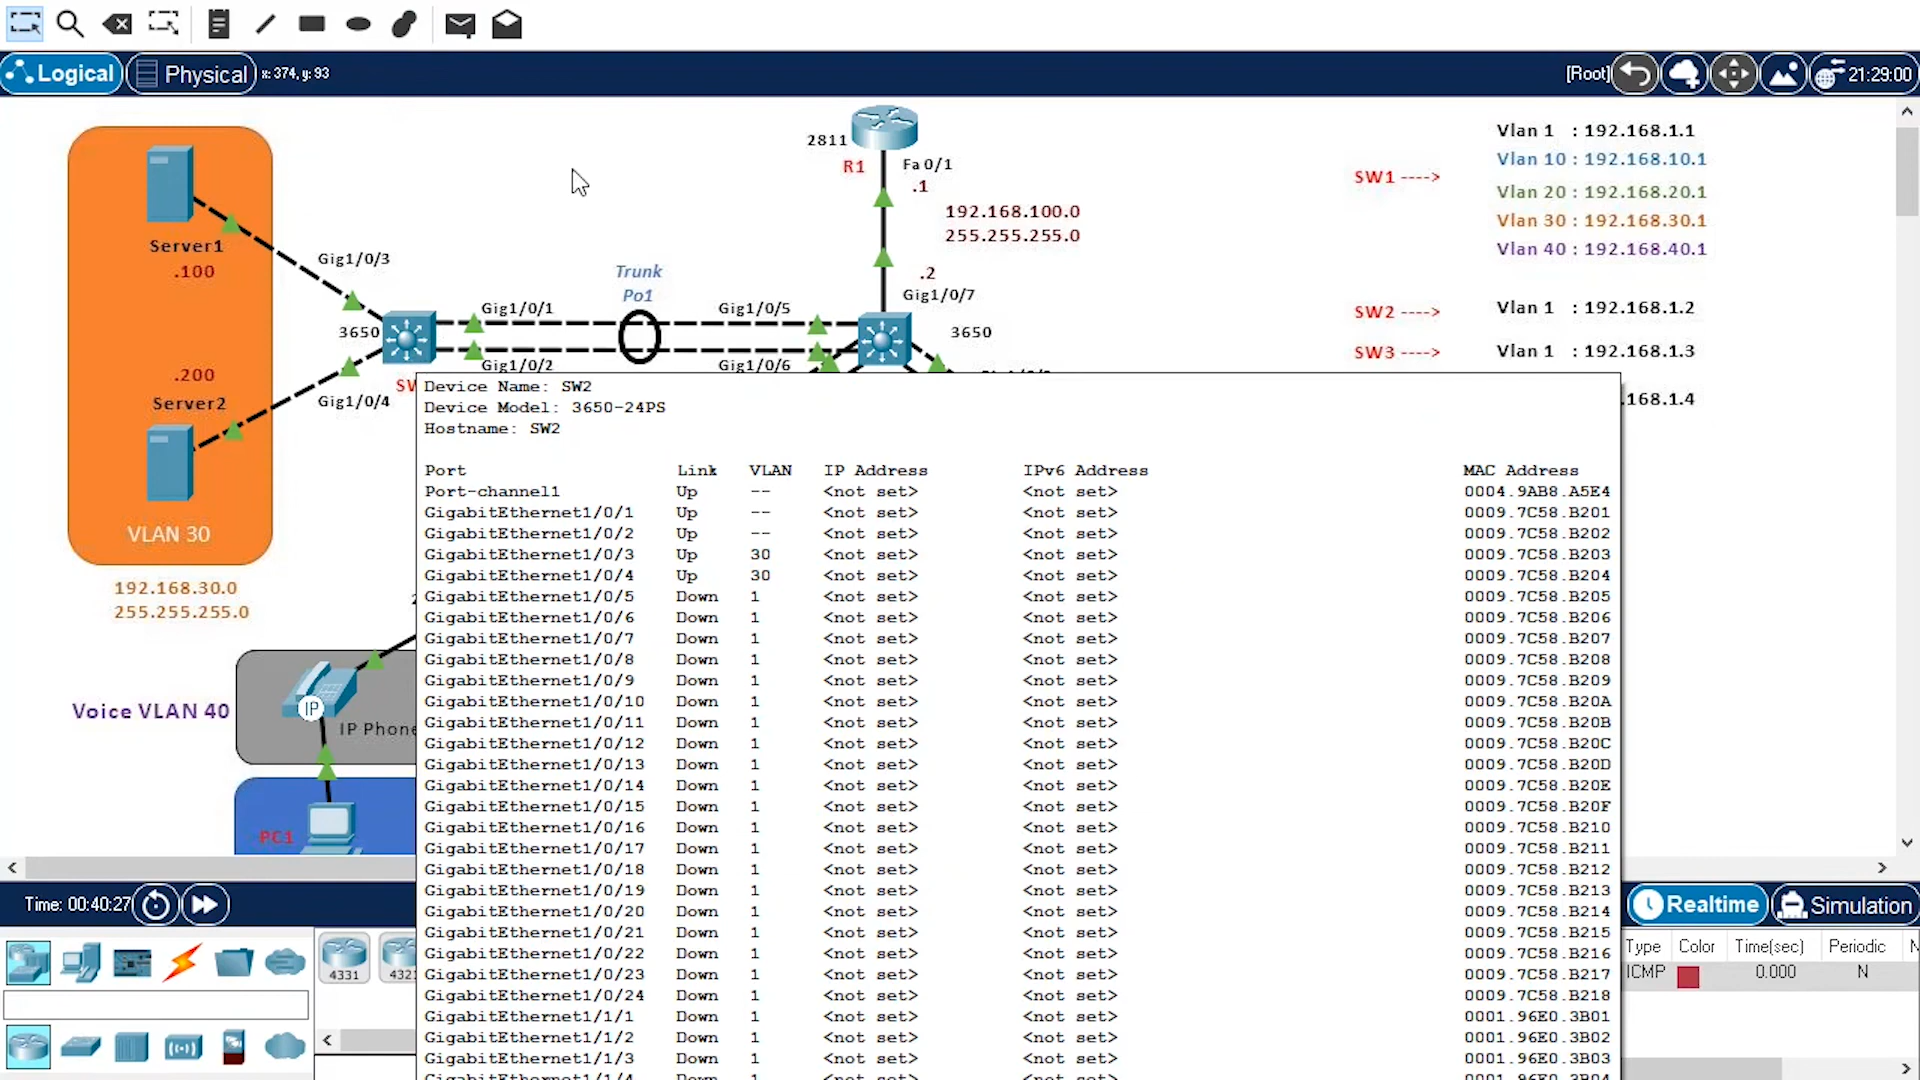 Logical
Physical
x: 374, y: 93
[Root]
21:29:00
2811
R1
Fa 0/1
.1
192.168.100.0
255.255.255.0
.2
Gig1/0/7
SW1 ---->
Vlan 1 : 192.168.1.1
Vlan 10 : 192.168.10.1
Vlan 20 : 192.168.20.1
Vlan 30 : 192.168.30.1
Vlan 40 : 192.168.40.1
SW2 ---->
Vlan 1 : 192.168.1.2
SW3 ---->
Vlan 1 : 192.168.1.3
.168.1.4
Server1
.100
Gig1/0/3
Trunk
Po1
3650
Gig1/0/1
Gig1/0/5
3650
Gig1/0/2
Gig1/0/6
.200
Server2
Gig1/0/4
SW
VLAN 30
192.168.30.0
255.255.255.0
Voice VLAN 40
IP
IP Phone
PC1
Device Name: SW2
Device Model: 3650-24PS
Hostname: SW2
Port Link VLAN IP Address IPv6 Address MAC Address
Port-channel1 Up -- <not set> <not set> 0004.9AB8.A5E4
GigabitEthernet1/0/1 Up -- <not set> <not set> 0009.7C58.B201
GigabitEthernet1/0/2 Up -- <not set> <not set> 0009.7C58.B202
GigabitEthernet1/0/3 Up 30 <not set> <not set> 0009.7C58.B203
GigabitEthernet1/0/4 Up 30 <not set> <not set> 0009.7C58.B204
GigabitEthernet1/0/5 Down 1 <not set> <not set> 0009.7C58.B205
GigabitEthernet1/0/6 Down 1 <not set> <not set> 0009.7C58.B206
GigabitEthernet1/0/7 Down 1 <not set> <not set> 0009.7C58.B207
GigabitEthernet1/0/8 Down 1 <not set> <not set> 0009.7C58.B208
GigabitEthernet1/0/9 Down 1 <not set> <not set> 0009.7C58.B209
GigabitEthernet1/0/10 Down 1 <not set> <not set> 0009.7C58.B20A
GigabitEthernet1/0/11 Down 1 <not set> <not set> 0009.7C58.B20B
GigabitEthernet1/0/12 Down 1 <not set> <not set> 0009.7C58.B20C
GigabitEthernet1/0/13 Down 1 <not set> <not set> 0009.7C58.B20D
GigabitEthernet1/0/14 Down 1 <not set> <not set> 0009.7C58.B20E
GigabitEthernet1/0/15 Down 1 <not set> <not set> 0009.7C58.B20F
GigabitEthernet1/0/16 Down 1 <not set> <not set> 0009.7C58.B210
GigabitEthernet1/0/17 Down 1 <not set> <not set> 0009.7C58.B211
GigabitEthernet1/0/18 Down 1 <not set> <not set> 0009.7C58.B212
GigabitEthernet1/0/19 Down 1 <not set> <not set> 0009.7C58.B213
GigabitEthernet1/0/20 Down 1 <not set> <not set> 0009.7C58.B214
GigabitEthernet1/0/21 Down 1 <not set> <not set> 0009.7C58.B215
GigabitEthernet1/0/22 Down 1 <not set> <not set> 0009.7C58.B216
GigabitEthernet1/0/23 Down 1 <not set> <not set> 0009.7C58.B217
GigabitEthernet1/0/24 Down 1 <not set> <not set> 0009.7C58.B218
GigabitEthernet1/1/1 Down 1 <not set> <not set> 0001.96E0.3B01
GigabitEthernet1/1/2 Down 1 <not set> <not set> 0001.96E0.3B02
GigabitEthernet1/1/3 Down 1 <not set> <not set> 0001.96E0.3B03
GigabitEthernet1/1/4 Down 1 <not set> <not set> 0001.96E0.3B04
Time: 00:40:27
Realtime
Simulation
4331
4321
Type Color Time(sec) Periodic N
ICMP 0.000 N